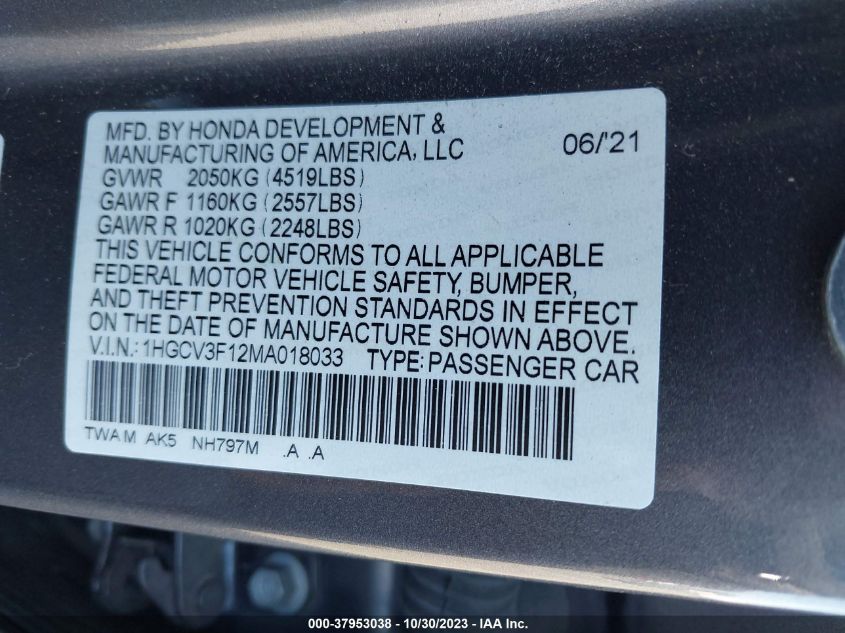 MFD. BY HONDA DEVELOPMENT &
MANUFACTURING OF AMERICA, LLC 06/'21
GVWR 2050KG (4519LBS)
GAWR F 1160KG (2557LBS)
GAWR R 1020KG (2248LBS)
THIS VEHICLE CONFORMS TO ALL APPLICABLE
FEDERAL MOTOR VEHICLE SAFETY, BUMPER,
AND THEFT PREVENTION STANDARDS IN EFFECT
ON THE DATE OF MANUFACTURE SHOWN ABOVE.
V.I.N.: 1HGCV3F12MA018033 TYPE: PASSENGER CAR
TWA M AK5 NH797M .A .A
000-37953038 - 10/30/2023 - IAA Inc.